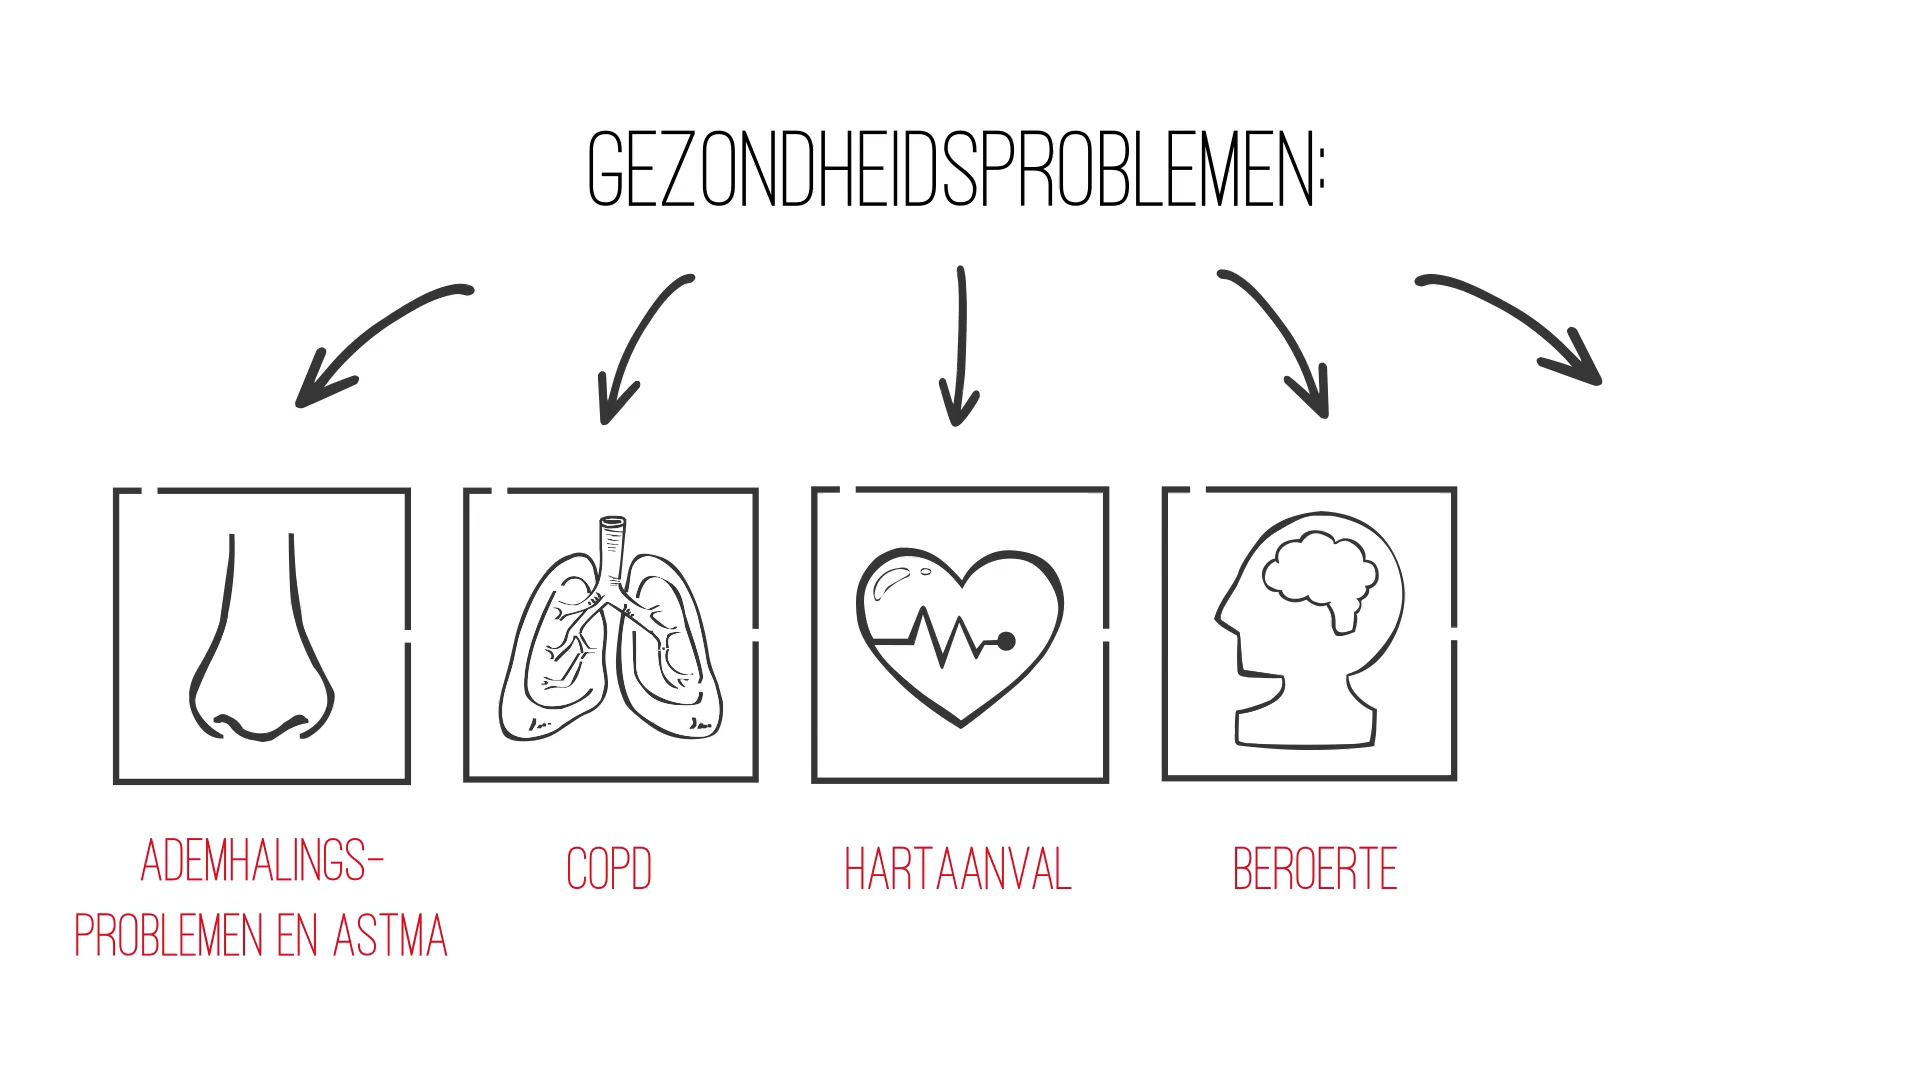 GEZONDHEIDSPROBLEMEN:
ADEMHALINGS-
PROBLEMEN EN ASTMA
COPD
HARTAANVAL
BEROERTE